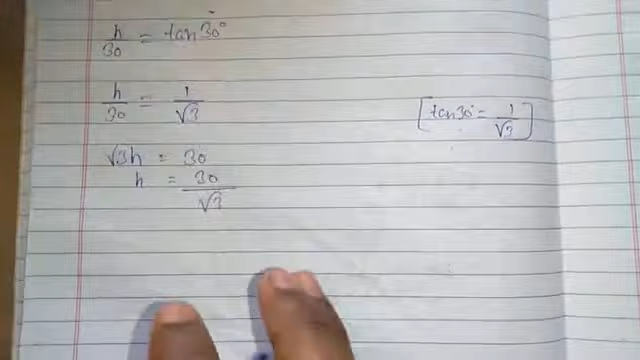 h/30 = tan 30°
h/30 = 1/√3 [tan 30° = 1/√3]
√3h = 30
h = 30/√3